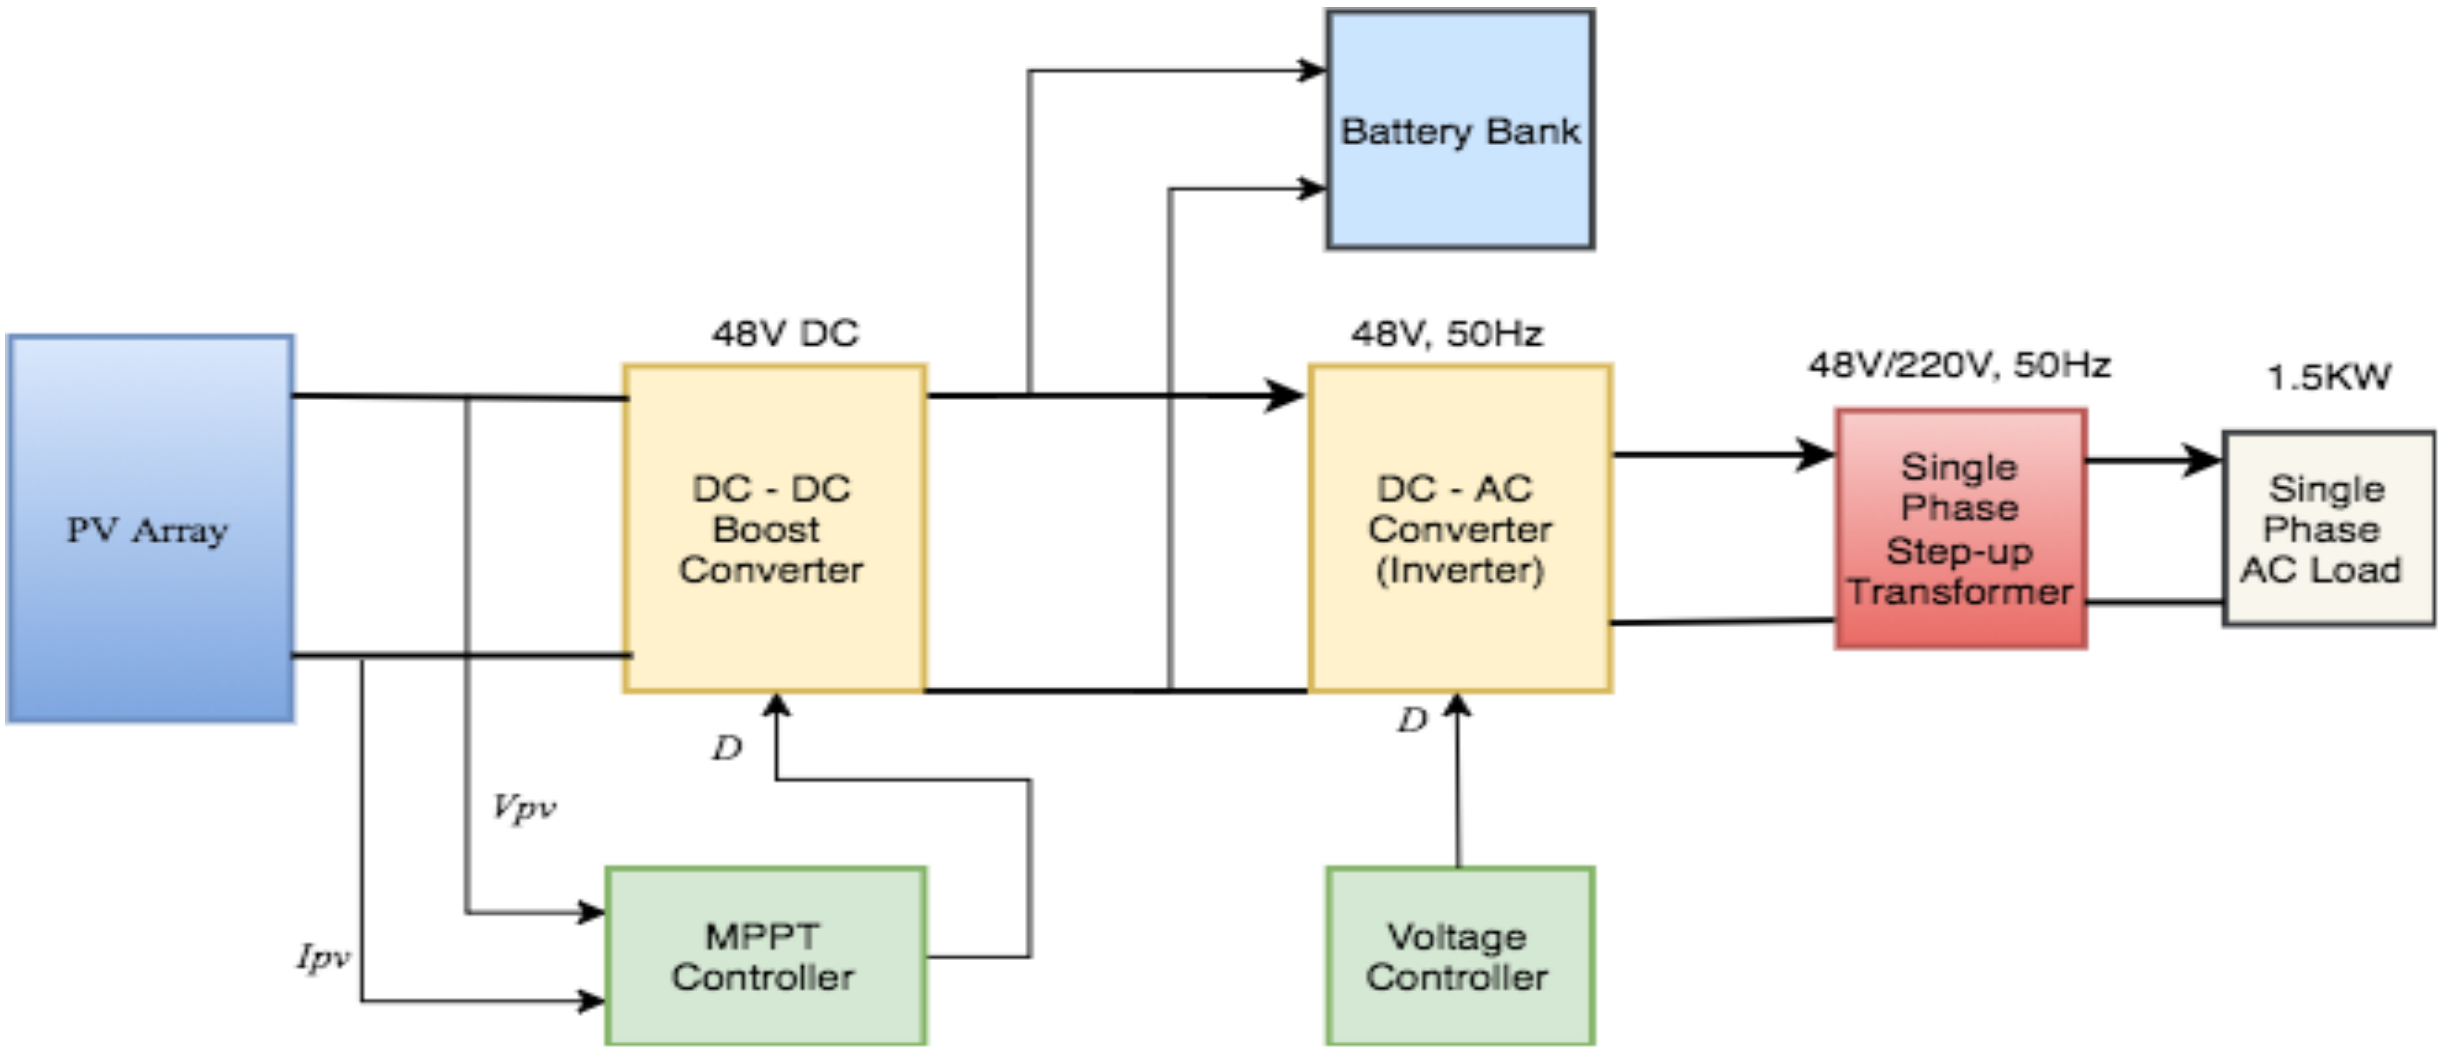 Battery Bank
48V DC
48V, 50Hz
48V/220V, 50Hz
1.5KW
PV Array
DC - DC
Boost
Converter
DC - AC
Converter
(Inverter)
Single
Phase
Step-up
Transformer
Single
Phase
AC Load
D
D
Vpv
Ipv
MPPT
Controller
Voltage
Controller